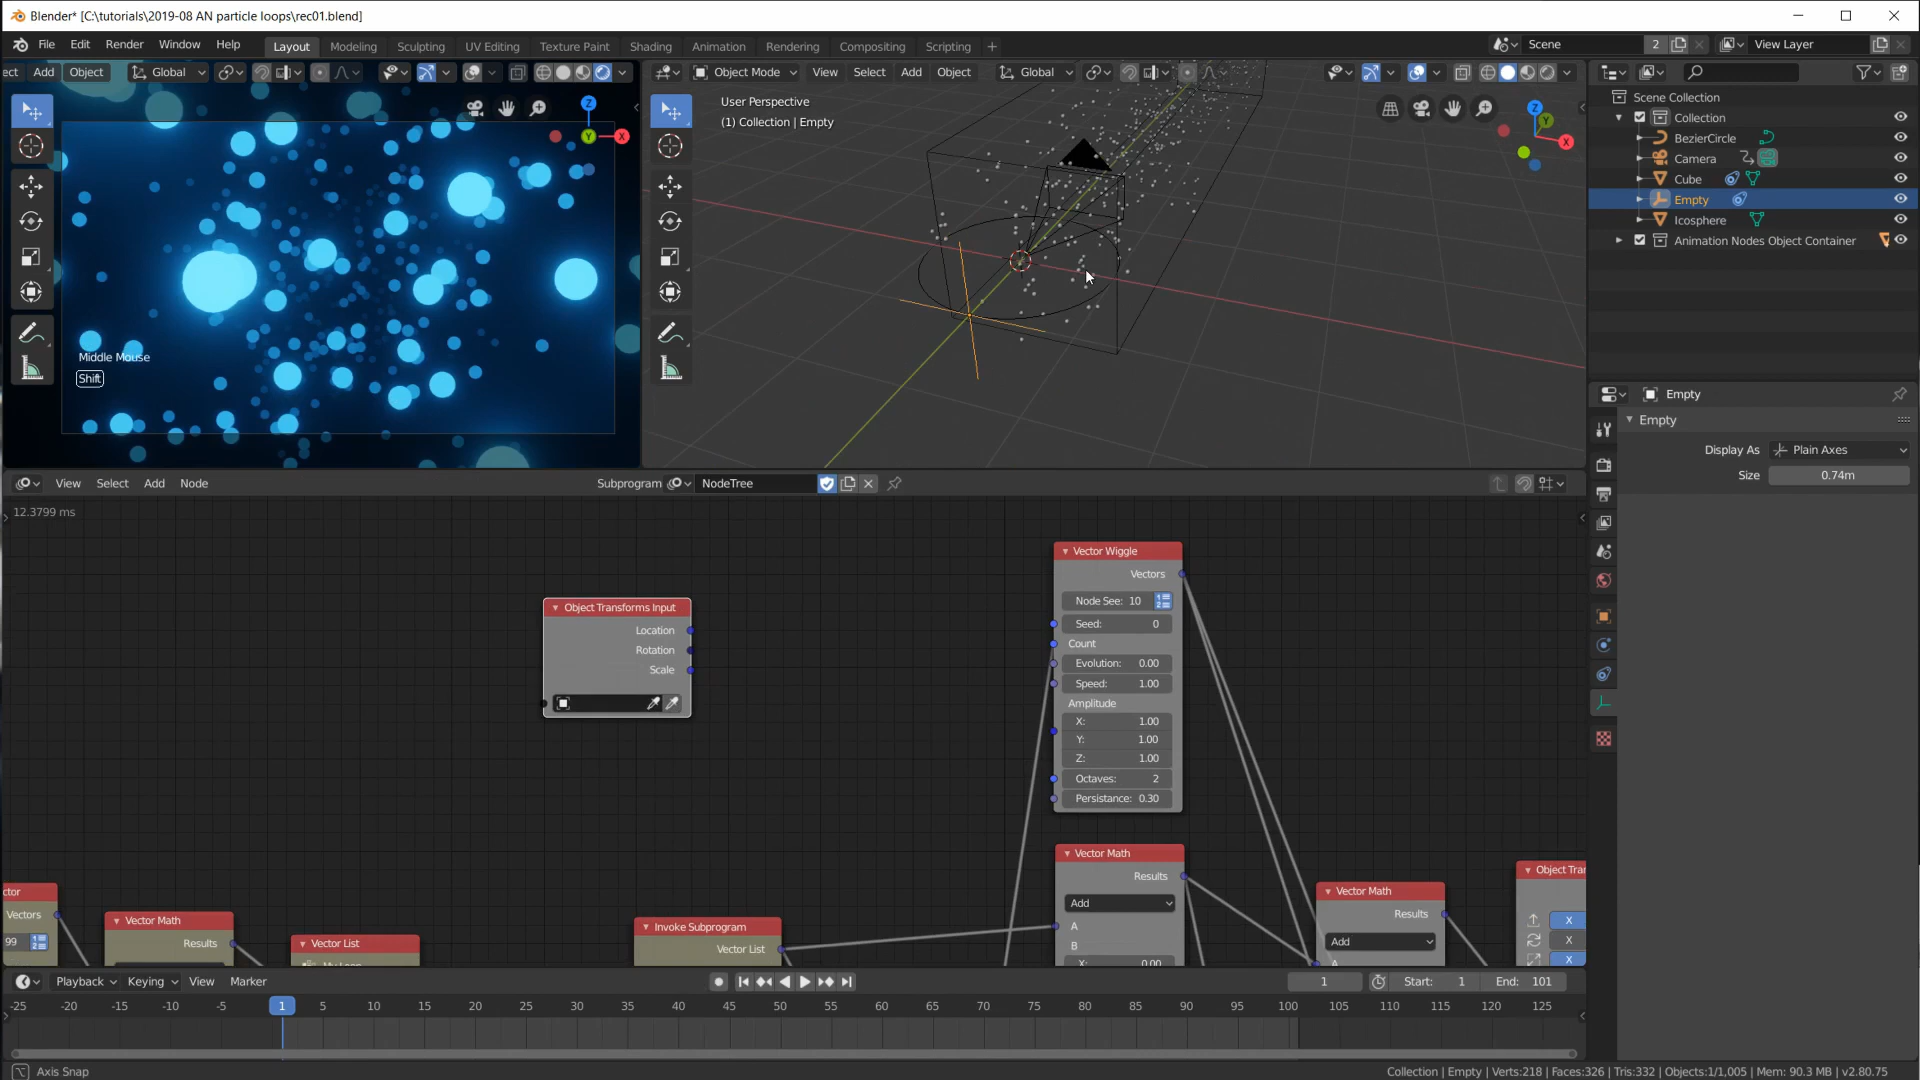 Blender* [C:\tutorials\2019-08 AN particle loops\rec01.blend]
File Edit Render Window Help Layout Modeling Sculpting UV Editing Texture Paint Shading Animation Rendering Compositing Scripting + Scene 2 View Layer
ect Add Object Global
Object Mode View Select Add Object Global
User Perspective
(1) Collection | Empty
Z
Y
X
Z
Y
X
Middle Mouse
Shift
Scene Collection
Collection
BezierCircle
Camera
Cube
Empty
Icosphere
Animation Nodes Object Container
Empty
Empty
Display As Plain Axes
Size 0.74m
View Select Add Node Subprogram NodeTree
12.3799 ms
Vector Wiggle
Vectors
Node See: 10
Seed: 0
Count
Evolution: 0.00
Speed: 1.00
Amplitude
X: 1.00
Y: 1.00
Z: 1.00
Octaves: 2
Persistance: 0.30
Object Transforms Input
Location
Rotation
Scale
Vector Math
Results
Add
A
B
X: 0.00
ctor
Vectors
99
Vector Math
Results
Vector List
Invoke Subprogram
Vector List
Vector Math
Results
Add
A
Object Tran
X
X
X
Playback Keying View Marker 1 Start: 1 End: 101
-25 -20 -15 -10 -5 1 5 10 15 20 25 30 35 40 45 50 55 60 65 70 75 80 85 90 95 100 105 110 115 120 125
Axis Snap
Collection | Empty | Verts:218 | Faces:326 | Tris:332 | Objects:1/1,005 | Mem: 90.3 MB | v2.80.75